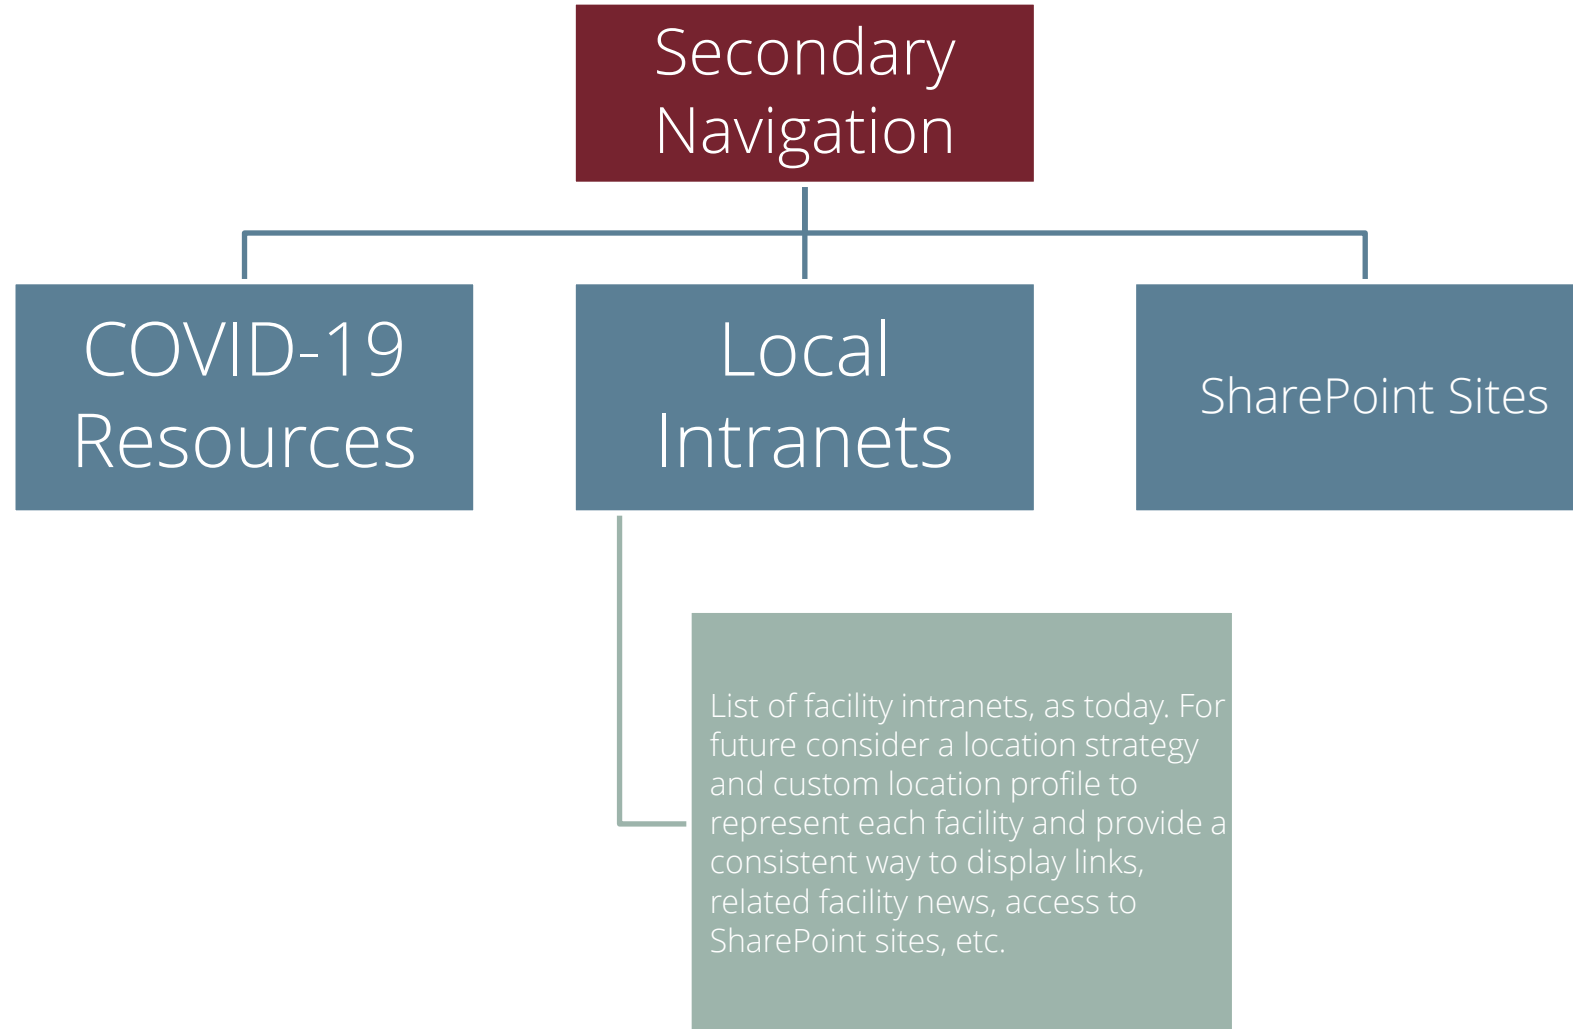 Secondary
Navigation
COVID-19
Resources
Local
Intranets
SharePoint Sites
List of facility intranets, as today. For
future consider a location strategy
and custom location profile to
represent each facility and provide a
consistent way to display links,
related facility news, access to
SharePoint sites, etc.